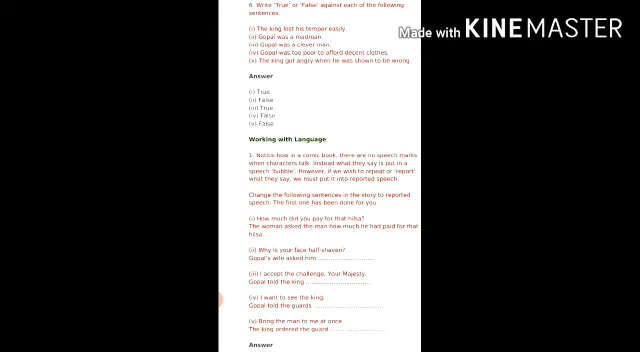 6. Write 'True' or 'False' against each of the following
sentences.
(i) The king lost his temper easily.
(ii) Gopal was a madman.
(iii) Gopal was a clever man.
(iv) Gopal was too poor to afford decent clothes.
(v) The king got angry when he was shown to be wrong.
Answer
(i) True
(ii) False
(iii) True
(iv) False
(v) False
Working with Language
1. Notice how in a comic book, there are no speech marks
when characters talk. Instead what they say is put in a
speech 'bubble'. However, if we wish to repeat or 'report'
what they say, we must put it into reported speech.
Change the following sentences in the story to reported
speech. The first one has been done for you.
(i) How much did you pay for that hilsa?
The woman asked the man how much he had paid for that
hilsa.
(ii) Why is your face half-shaven?
Gopal's wife asked him ..............................
(iii) I accept the challenge, Your Majesty.
Gopal told the king ..................................
(iv) I want to see the king.
Gopal told the guards .....................................
(v) Bring the man to me at once.
The king ordered the guard .............................
Answer
Made with KINEMASTER